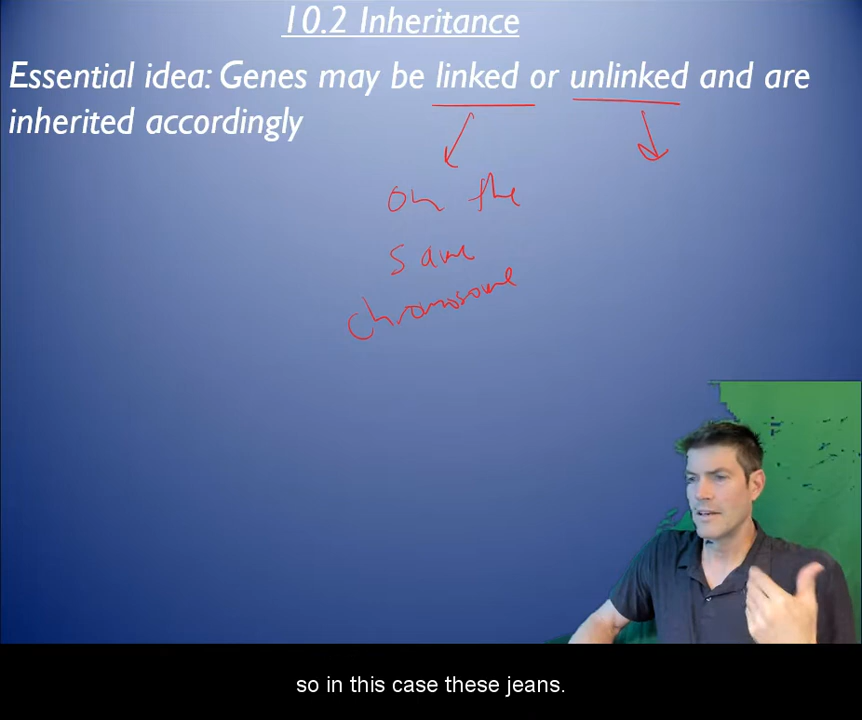 10.2 Inheritance
Essential idea: Genes may be linked or unlinked and are
inherited accordingly
on the
same
chromosome
so in this case these jeans.